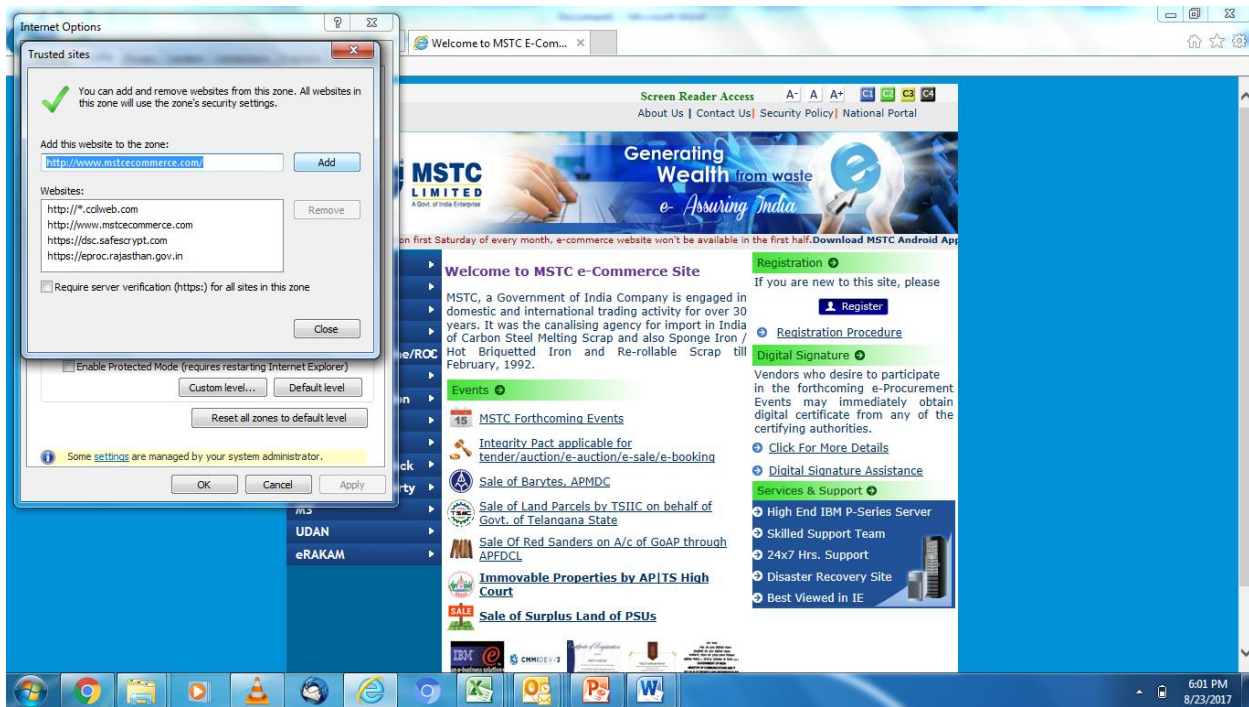 Internet Options
Trusted sites
You can add and remove websites from this zone. All websites in
this zone will use the zone's security settings.
Add this website to the zone:
http://www.mstcecommerce.com/
Add
Websites:
http://*.ccilweb.com
http://www.mstcecommerce.com
https://dsc.safescrypt.com
https://eproc.rajasthan.gov.in
Remove
Require server verification (https:) for all sites in this zone
Close
Enable Protected Mode (requires restarting Internet Explorer)
Custom level...
Default level
Reset all zones to default level
Some settings are managed by your system administrator.
OK
Cancel
Apply
Welcome to MSTC E-Com...
Screen Reader Access
A- A A+ C1 C2 C3 C4
About Us | Contact Us| Security Policy| National Portal
MSTC
LIMITED
A Govt. of India Enterprise
Generating
Wealth from waste
e- Assuring India
on first Saturday of every month, e-commerce website won't be available in the first half.Download MSTC Android App
me/ROC
on
ck
rty
MS
UDAN
eRAKAM
Welcome to MSTC e-Commerce Site
MSTC, a Government of India Company is engaged in
domestic and international trading activity for over 30
years. It was the canalising agency for import in India
of Carbon Steel Melting Scrap and also Sponge Iron /
Hot Briquetted Iron and Re-rollable Scrap till
February, 1992.
Events
15
MSTC Forthcoming Events
Integrity Pact applicable for
tender/auction/e-auction/e-sale/e-booking
Sale of Barytes, APMDC
TSIIC
Sale of Land Parcels by TSIIC on behalf of
Govt. of Telangana State
Sale Of Red Sanders on A/c of GoAP through
APFDCL
Immovable Properties by AP|TS High
Court
SALE
Sale of Surplus Land of PSUs
IBM
CMMIDEV/3
Registration
If you are new to this site, please
Register
Registration Procedure
Digital Signature
Vendors who desire to participate
in the forthcoming e-Procurement
Events may immediately obtain
digital certificate from any of the
certifying authorities.
Click For More Details
Digital Signature Assistance
Services & Support
High End IBM P-Series Server
Skilled Support Team
24x7 Hrs. Support
Disaster Recovery Site
Best Viewed in IE
6:01 PM
8/23/2017